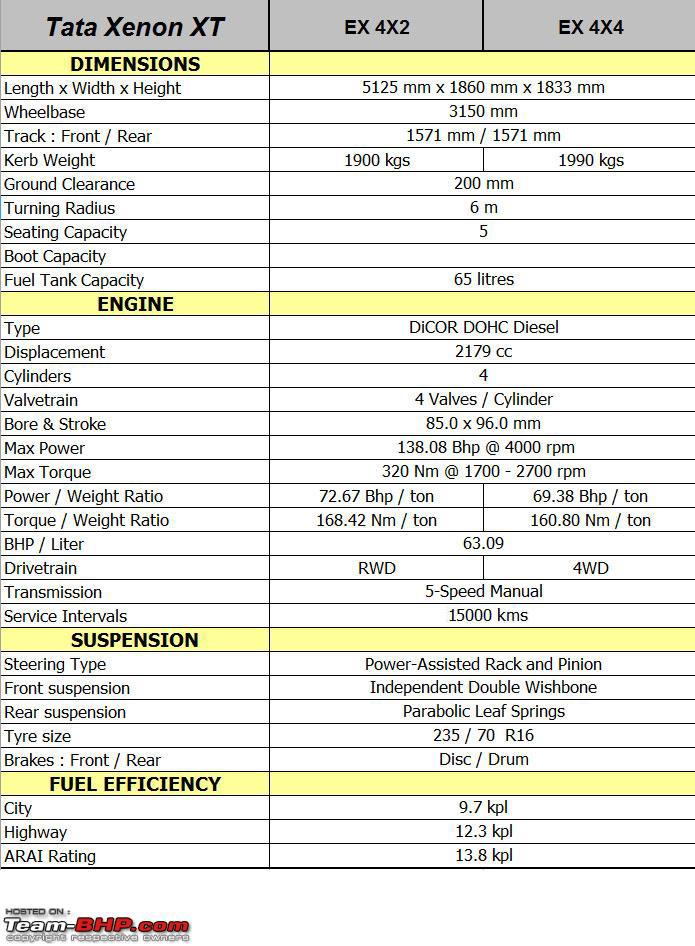 Tata Xenon XT EX 4X2 EX 4X4
DIMENSIONS
Length x Width x Height 5125 mm x 1860 mm x 1833 mm
Wheelbase 3150 mm
Track : Front / Rear 1571 mm / 1571 mm
Kerb Weight 1900 kgs 1990 kgs
Ground Clearance 200 mm
Turning Radius 6 m
Seating Capacity 5
Boot Capacity
Fuel Tank Capacity 65 litres
ENGINE
Type DiCOR DOHC Diesel
Displacement 2179 cc
Cylinders 4
Valvetrain 4 Valves / Cylinder
Bore & Stroke 85.0 x 96.0 mm
Max Power 138.08 Bhp @ 4000 rpm
Max Torque 320 Nm @ 1700 - 2700 rpm
Power / Weight Ratio 72.67 Bhp / ton 69.38 Bhp / ton
Torque / Weight Ratio 168.42 Nm / ton 160.80 Nm / ton
BHP / Liter 63.09
Drivetrain RWD 4WD
Transmission 5-Speed Manual
Service Intervals 15000 kms
SUSPENSION
Steering Type Power-Assisted Rack and Pinion
Front suspension Independent Double Wishbone
Rear suspension Parabolic Leaf Springs
Tyre size 235 / 70 R16
Brakes : Front / Rear Disc / Drum
FUEL EFFICIENCY
City 9.7 kpl
Highway 12.3 kpl
ARAI Rating 13.8 kpl
HOSTED ON :
Team-BHP.com
copyright respective owners